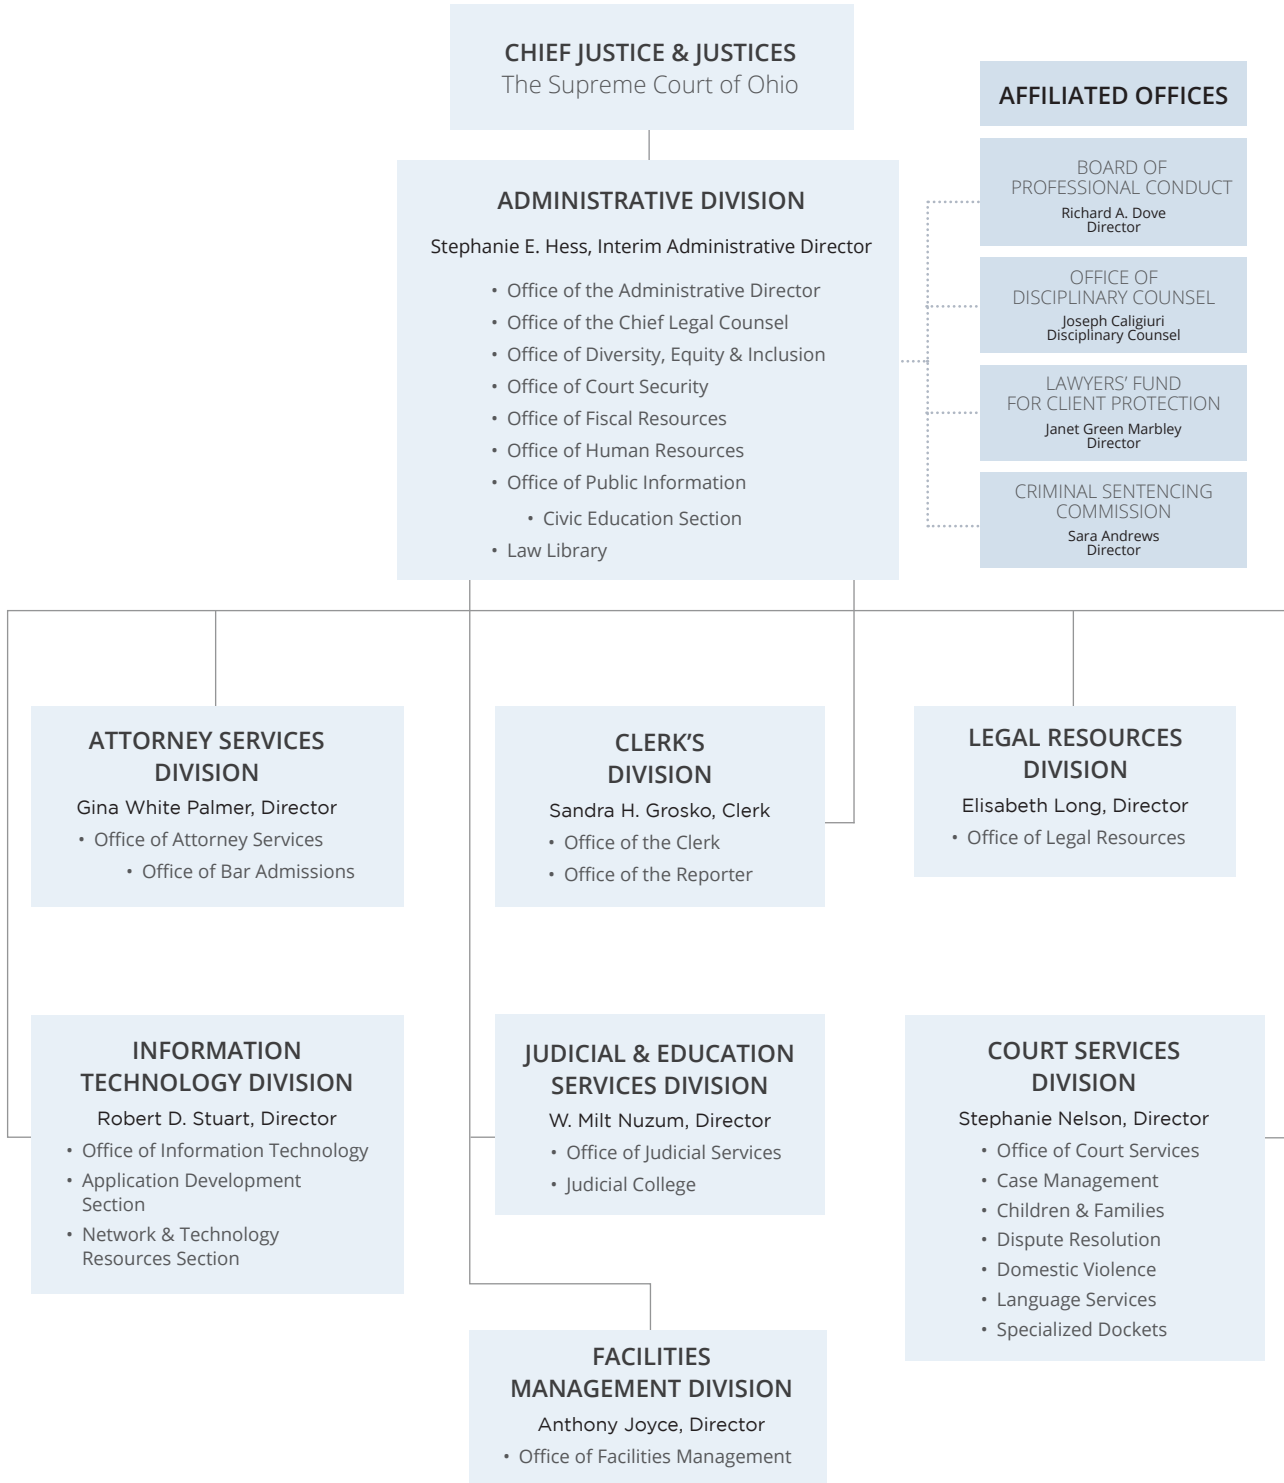 CHIEF JUSTICE & JUSTICES
The Supreme Court of Ohio
AFFILIATED OFFICES
BOARD OF
PROFESSIONAL CONDUCT
Richard A. Dove
Director
OFFICE OF
DISCIPLINARY COUNSEL
Joseph Caligiuri
Disciplinary Counsel
LAWYERS’ FUND
FOR CLIENT PROTECTION
Janet Green Marbley
Director
CRIMINAL SENTENCING
COMMISSION
Sara Andrews
Director
ADMINISTRATIVE DIVISION
Stephanie E. Hess, Interim Administrative Director
• Office of the Administrative Director
• Office of the Chief Legal Counsel
• Office of Diversity, Equity & Inclusion
• Office of Court Security
• Office of Fiscal Resources
• Office of Human Resources
• Office of Public Information
• Civic Education Section
• Law Library
ATTORNEY SERVICES
DIVISION
Gina White Palmer, Director
• Office of Attorney Services
• Office of Bar Admissions
CLERK’S
DIVISION
Sandra H. Grosko, Clerk
• Office of the Clerk
• Office of the Reporter
LEGAL RESOURCES
DIVISION
Elisabeth Long, Director
• Office of Legal Resources
INFORMATION
TECHNOLOGY DIVISION
Robert D. Stuart, Director
• Office of Information Technology
• Application Development
Section
• Network & Technology
Resources Section
JUDICIAL & EDUCATION
SERVICES DIVISION
W. Milt Nuzum, Director
• Office of Judicial Services
• Judicial College
COURT SERVICES
DIVISION
Stephanie Nelson, Director
• Office of Court Services
• Case Management
• Children & Families
• Dispute Resolution
• Domestic Violence
• Language Services
• Specialized Dockets
FACILITIES
MANAGEMENT DIVISION
Anthony Joyce, Director
• Office of Facilities Management